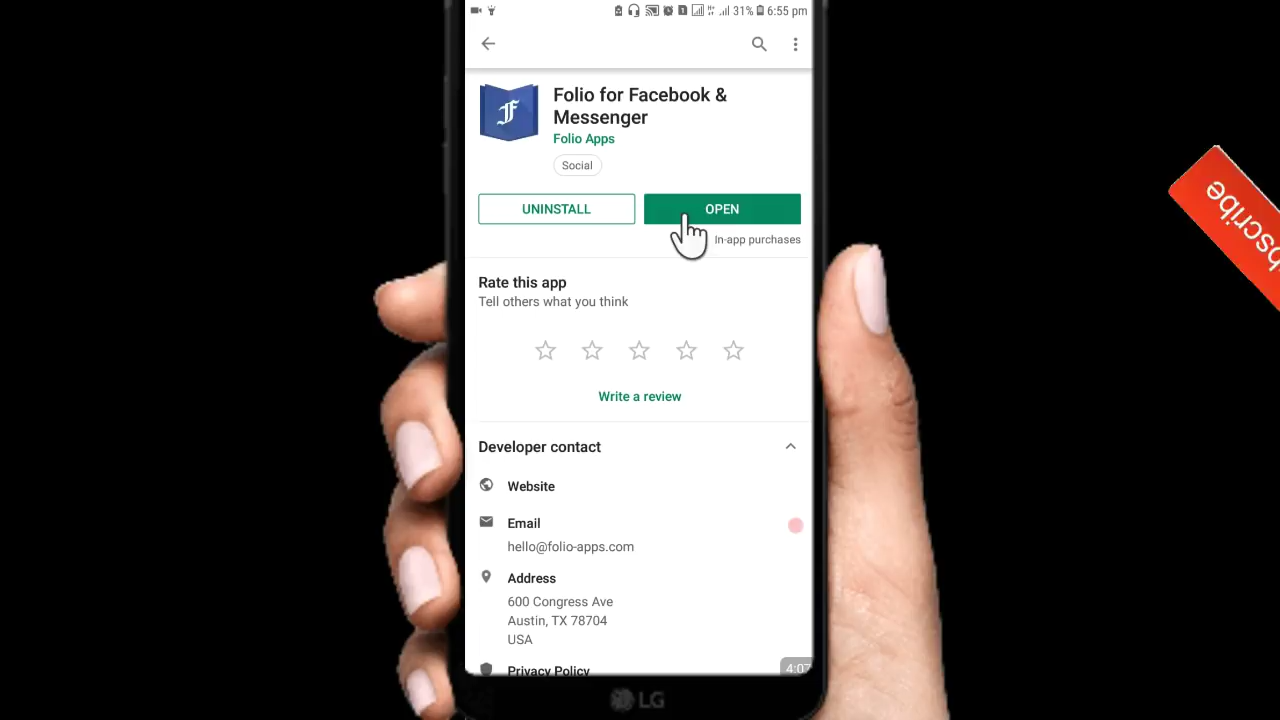 31% 6:55 pm
Folio for Facebook &
Messenger
Folio Apps
Social
UNINSTALL
OPEN
In-app purchases
Rate this app
Tell others what you think
Write a review
Developer contact
Website
Email
hello@folio-apps.com
Address
600 Congress Ave
Austin, TX 78704
USA
Privacy Policy
4:07
LG
bscribe